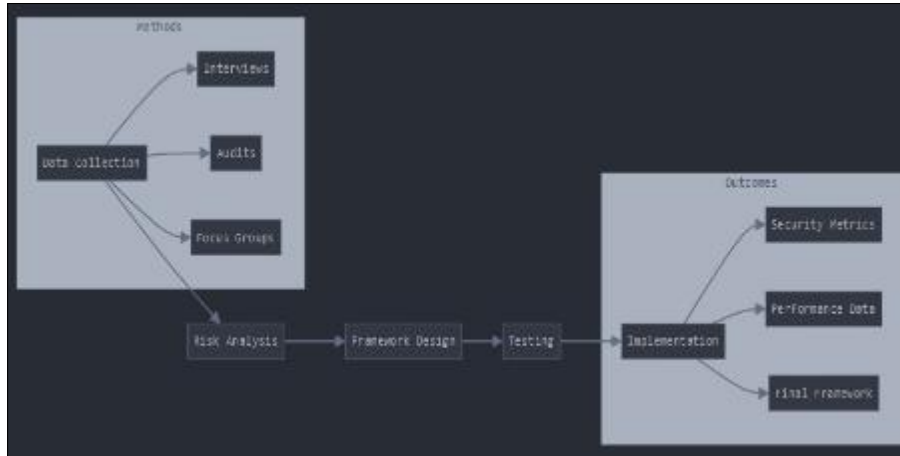 Methods
Interviews
Data Collection
Audits
Focus Groups
Risk Analysis
Framework Design
Testing
Outcomes
Implementation
Security Metrics
Performance Data
Final Framework